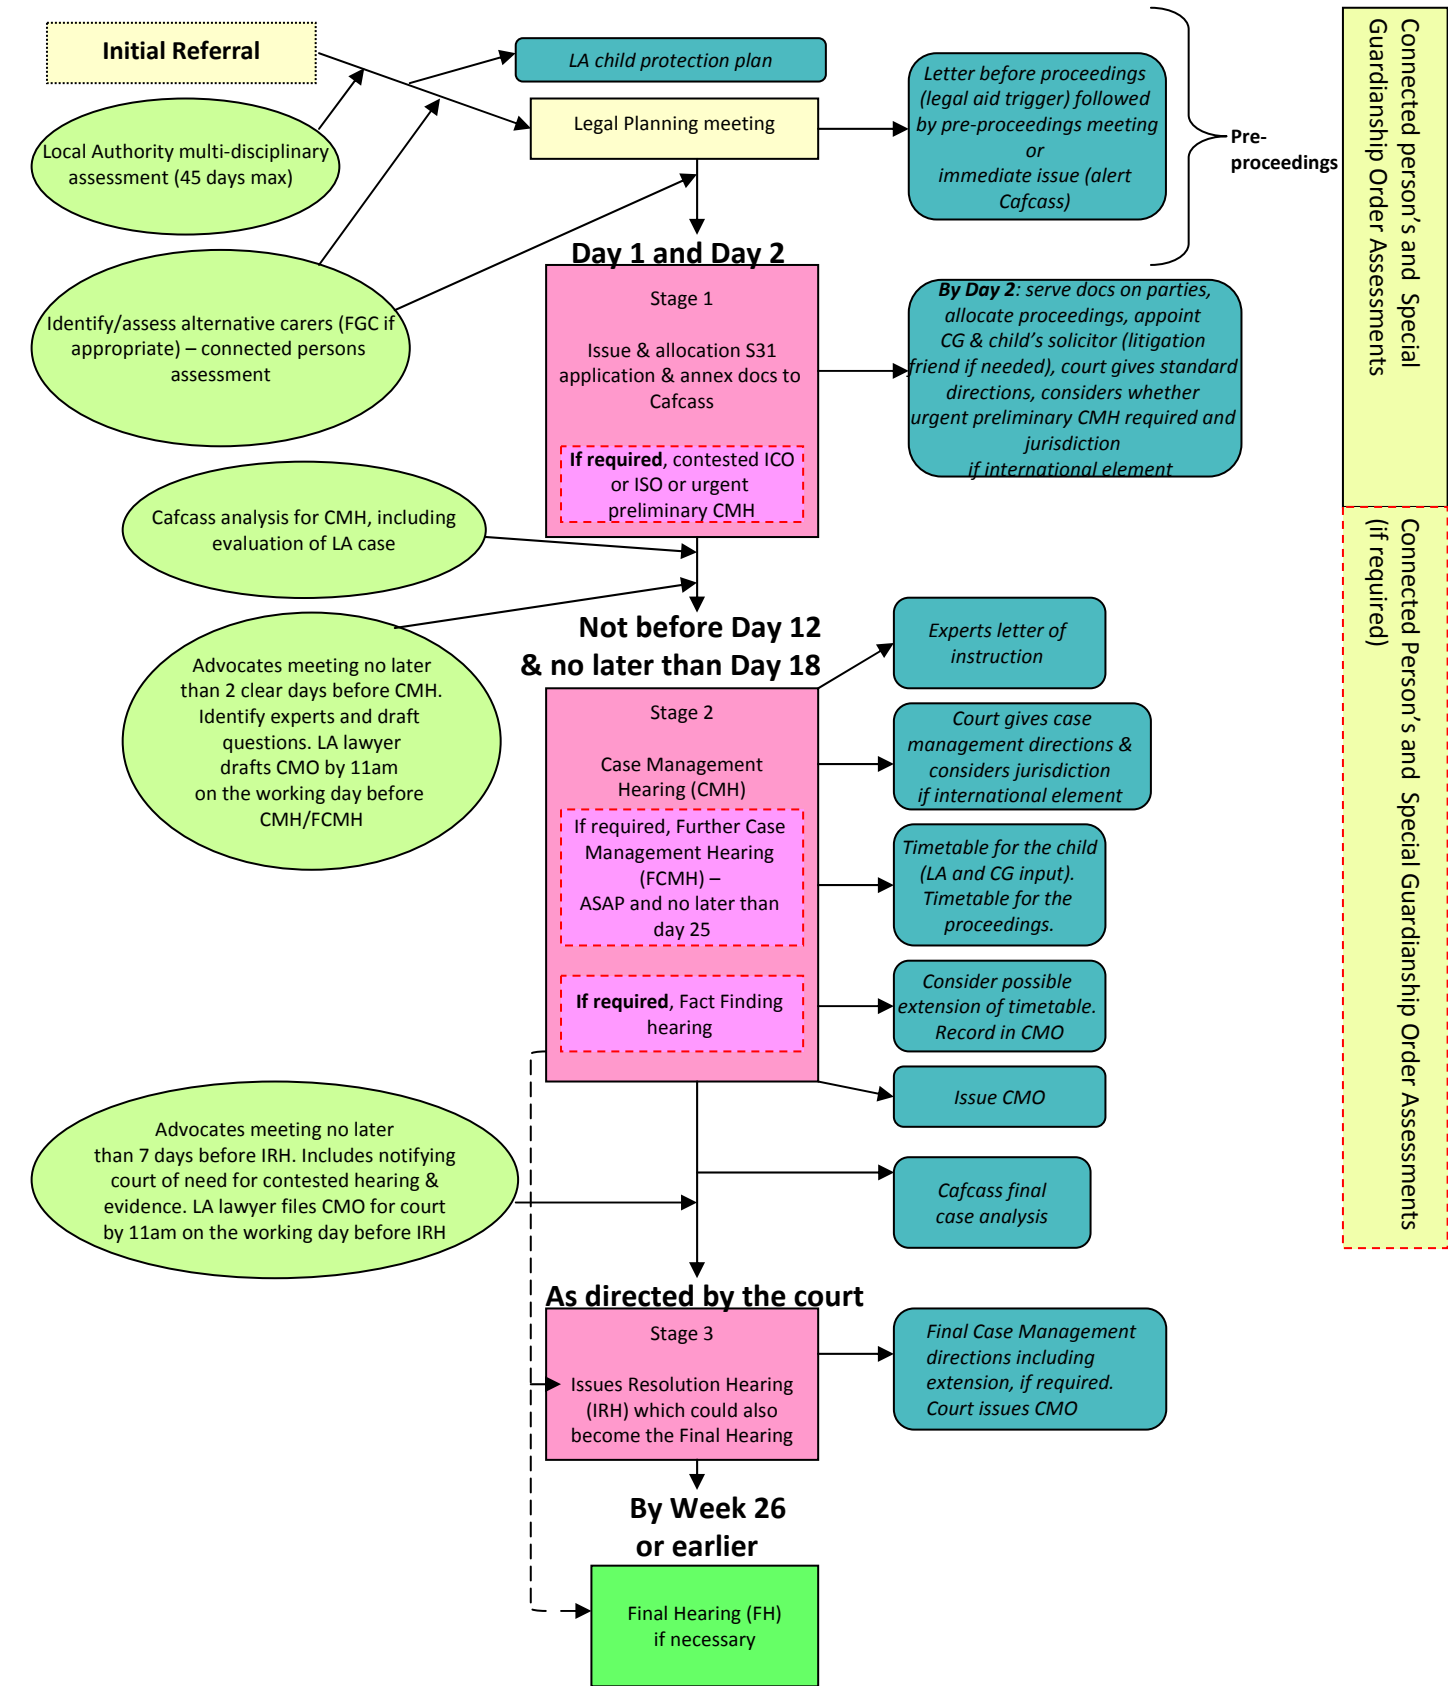 Initial Referral
LA child protection plan
Legal Planning meeting
Letter before proceedings
(legal aid trigger) followed
by pre-proceedings meeting
or
immediate issue (alert
Cafcass)
Pre-
proceedings
Connected person's and  Special
Guardianship Order Assessments
Local Authority multi-disciplinary
assessment (45 days max)
Identify/assess alternative carers (FGC if
appropriate) – connected persons
assessment
Day 1 and Day 2
Stage 1
Issue & allocation S31
application & annex docs to
Cafcass
If required, contested ICO
or ISO or urgent
preliminary CMH
By Day 2: serve docs on parties,
allocate proceedings, appoint
CG & child's solicitor (litigation
friend if needed), court gives standard
directions, considers whether
urgent preliminary CMH required and
jurisdiction
if international element
Cafcass analysis for CMH, including
evaluation of LA case
Connected Person's and  Special Guardianship Order Assessments
(if required)
Advocates meeting no later
than 2 clear days before CMH.
Identify experts and draft
questions. LA lawyer
drafts CMO by 11am
on the working day before
CMH/FCMH
Not before Day 12
& no later than Day 18
Stage 2
Case Management
Hearing (CMH)
If required, Further Case
Management Hearing
(FCMH) –
ASAP and no later than
day 25
If required, Fact Finding
hearing
Experts letter of
instruction
Court gives case
management directions &
considers jurisdiction
if international element
Timetable for the child
(LA and CG input).
Timetable for the
proceedings.
Consider possible
extension of timetable.
Record in CMO
Issue CMO
Advocates meeting no later
than 7 days before IRH. Includes notifying
court of need for contested hearing &
evidence. LA lawyer files CMO for court
by 11am on the working day before IRH
Cafcass final
case analysis
As directed by the court
Stage 3
Issues Resolution Hearing
(IRH) which could also
become the Final Hearing
Final Case Management
directions including
extension, if required.
Court issues CMO
By Week 26
or earlier
Final Hearing (FH)
if necessary